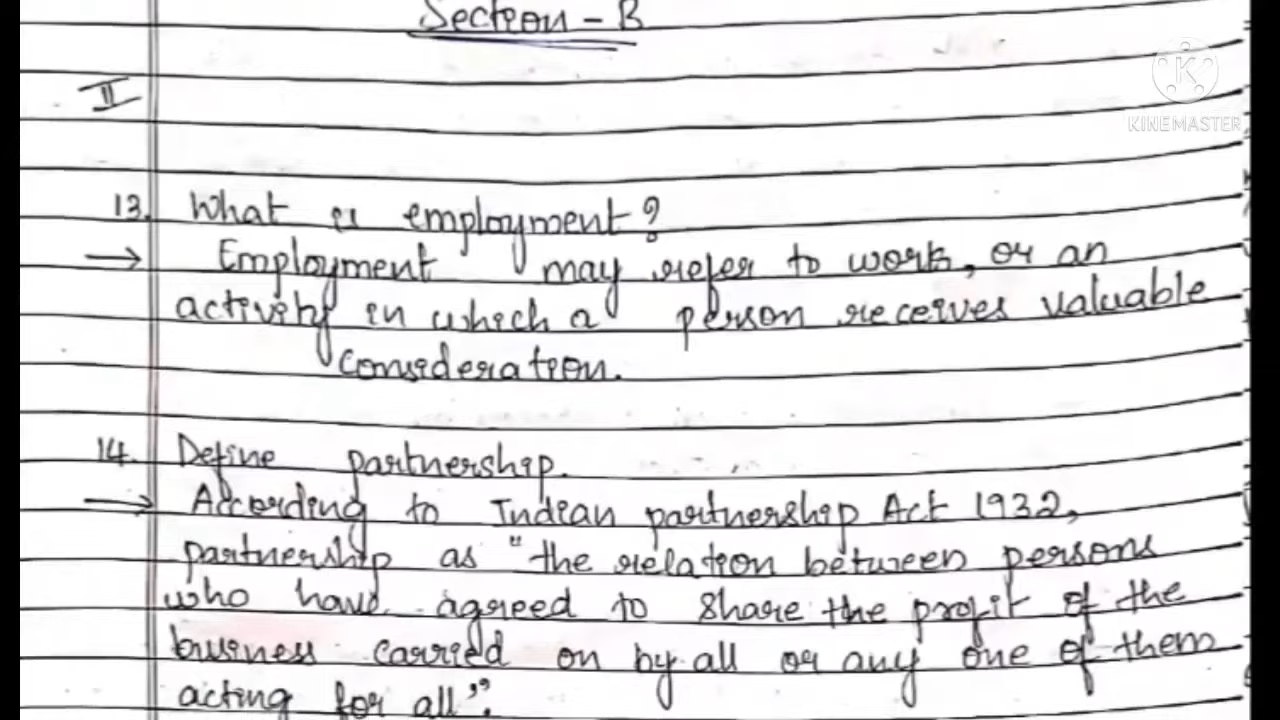 Section - B
II
KINEMASTER
13. What is employment?
→ Employment may refer to work, or an
activity in which a person receives valuable
consideration.
14. Define partnership.
→ According to Indian partnership Act 1932,
partnership as "the relation between persons
who have agreed to share the profit of the
business carried on by all or any one of them
acting for all".